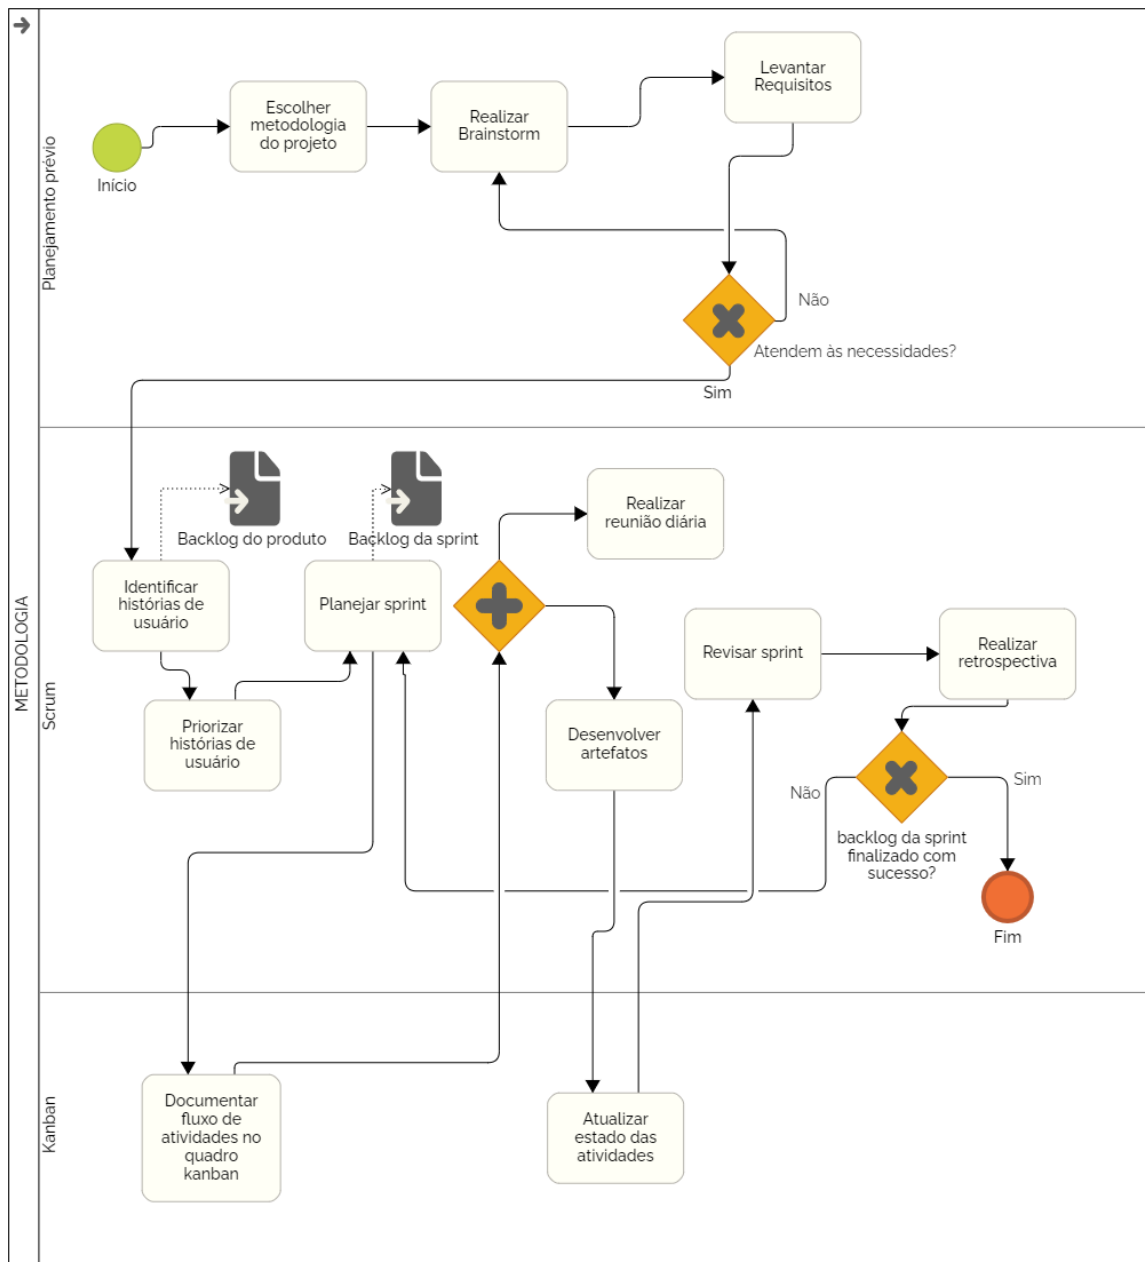 METODOLOGIA
Planejamento prévio
Início
Escolher
metodologia
do projeto
Realizar
Brainstorm
Levantar
Requisitos
Não
Atendem às necessidades?
Sim
Scrum
Backlog do produto
Backlog da sprint
Realizar
reunião diária
Identificar
histórias de
usuário
Planejar sprint
Revisar sprint
Realizar
retrospectiva
Priorizar
histórias de
usuário
Desenvolver
artefatos
Não
Sim
backlog da sprint
finalizado com
sucesso?
Fim
Kanban
Documentar
fluxo de
atividades no
quadro
kanban
Atualizar
estado das
atividades